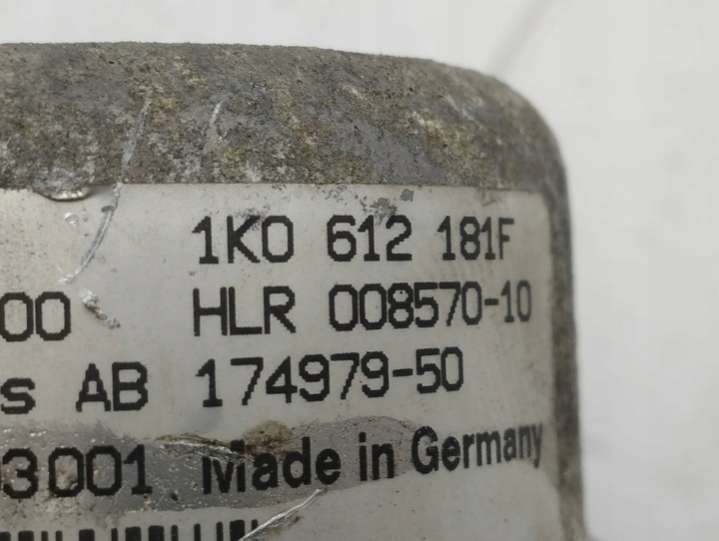 1K0 612 181F
00 HLR 008570-10
s AB 174979-50
3001 Made in Germany